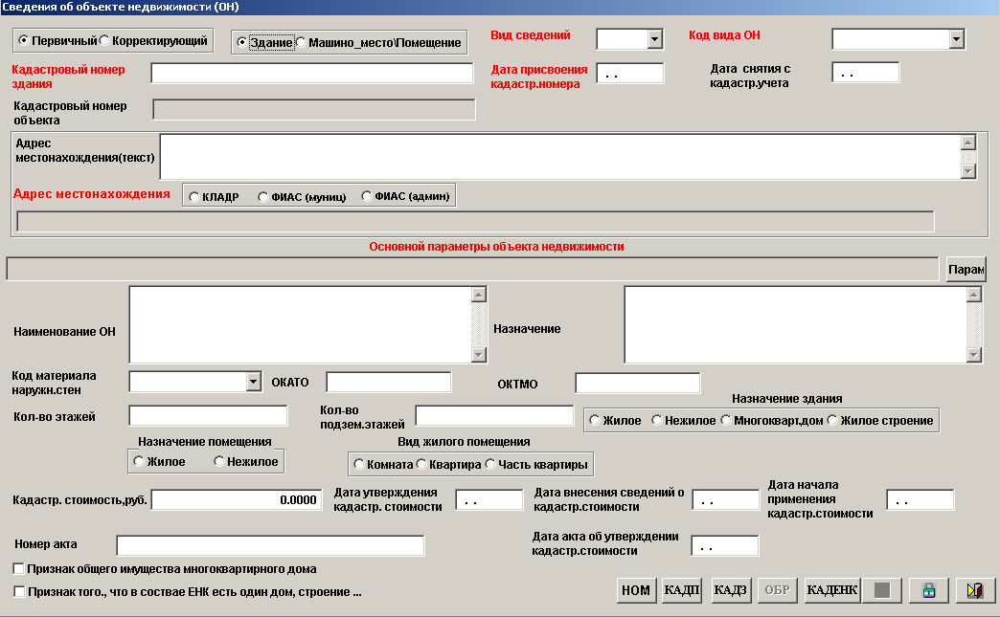 Сведения об объекте недвижимости (ОН)
Первичный Корректирующий
Здание Машино_место\Помещение
Вид сведений
Код вида ОН
Кадастровый номер
здания
Дата присвоения
кадастр.номера
. .
Дата снятия с
кадастр.учета
. .
Кадастровый номер
объекта
Адрес
местонахождения(текст)
Адрес местонахождения
КЛАДР ФИАС (муниц) ФИАС (админ)
Основной параметры объекта недвижимости
Парам
Наименование ОН
Назначение
Код материала
наружн.стен
ОКАТО
ОКТМО
Кол-во этажей
Кол-во
подзем.этажей
Назначение здания
Жилое Нежилое Многокварт.дом Жилое строение
Назначение помещения
Жилое Нежилое
Вид жилого помещения
Комната Квартира Часть квартиры
Кадастр. стоимость,руб.
0.0000
Дата утверждения
кадастр. стоимости
. .
Дата внесения сведений о
кадастр.стоимости
. .
Дата начала
применения
кадастр.стоимости
. .
Номер акта
Дата акта об утверждении
кадастр.стоимости
. .
Признак общего имущества многоквартирного дома
Признак того., что в составе ЕНК есть один дом, строение ...
НОМ КАДП КАДЗ ОБР КАДЕНК